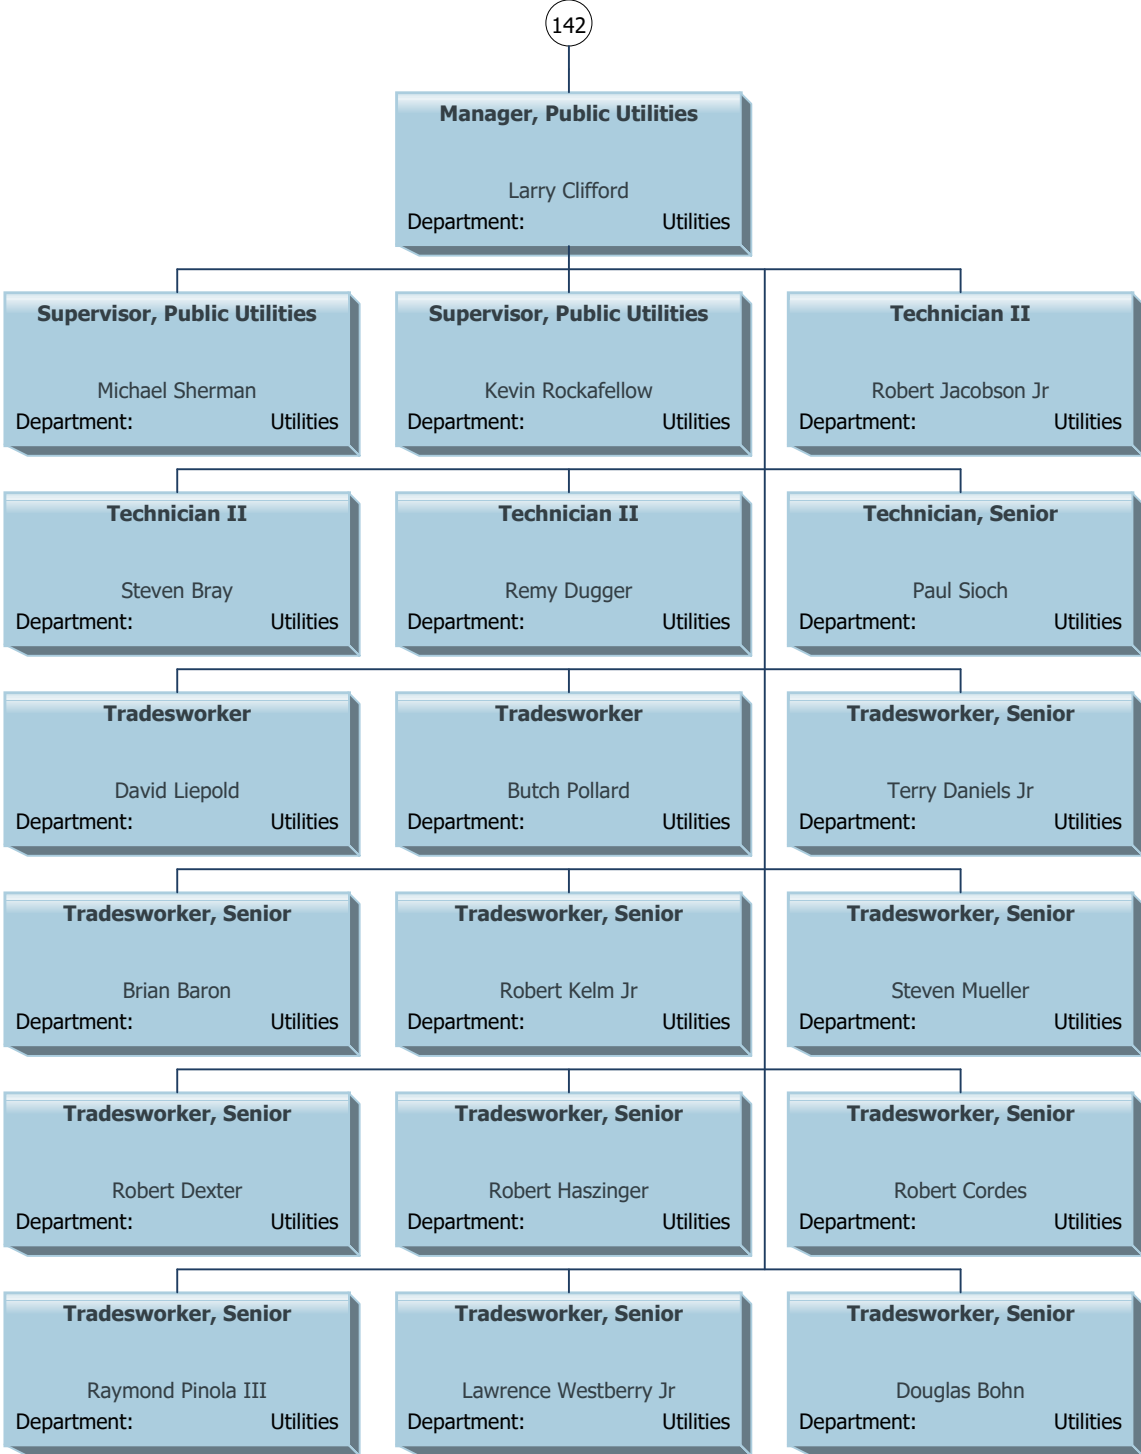 142
Manager, Public Utilities
Larry Clifford
Department: Utilities
Supervisor, Public Utilities
Michael Sherman
Department: Utilities
Supervisor, Public Utilities
Kevin Rockafellow
Department: Utilities
Technician II
Robert Jacobson Jr
Department: Utilities
Technician II
Steven Bray
Department: Utilities
Technician II
Remy Dugger
Department: Utilities
Technician, Senior
Paul Sioch
Department: Utilities
Tradesworker
David Liepold
Department: Utilities
Tradesworker
Butch Pollard
Department: Utilities
Tradesworker, Senior
Terry Daniels Jr
Department: Utilities
Tradesworker, Senior
Brian Baron
Department: Utilities
Tradesworker, Senior
Robert Kelm Jr
Department: Utilities
Tradesworker, Senior
Steven Mueller
Department: Utilities
Tradesworker, Senior
Robert Dexter
Department: Utilities
Tradesworker, Senior
Robert Haszinger
Department: Utilities
Tradesworker, Senior
Robert Cordes
Department: Utilities
Tradesworker, Senior
Raymond Pinola III
Department: Utilities
Tradesworker, Senior
Lawrence Westberry Jr
Department: Utilities
Tradesworker, Senior
Douglas Bohn
Department: Utilities